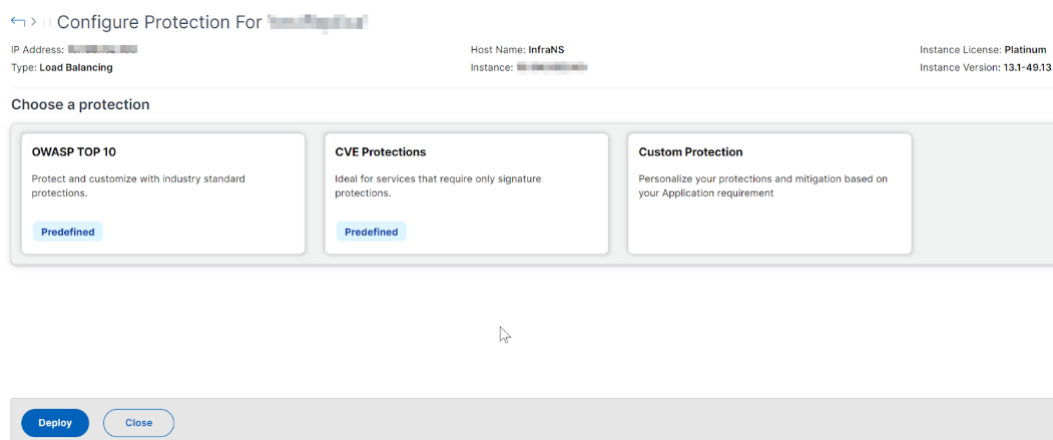 Configure Protection For
IP Address:
Host Name: InfraNS
Instance License: Platinum
Type: Load Balancing
Instance:
Instance Version: 13.1-49.13
Choose a protection
OWASP TOP 10
Protect and customize with industry standard
protections.
Predefined
CVE Protections
Ideal for services that require only signature
protections.
Predefined
Custom Protection
Personalize your protections and mitigation based on
your Application requirement
Deploy
Close